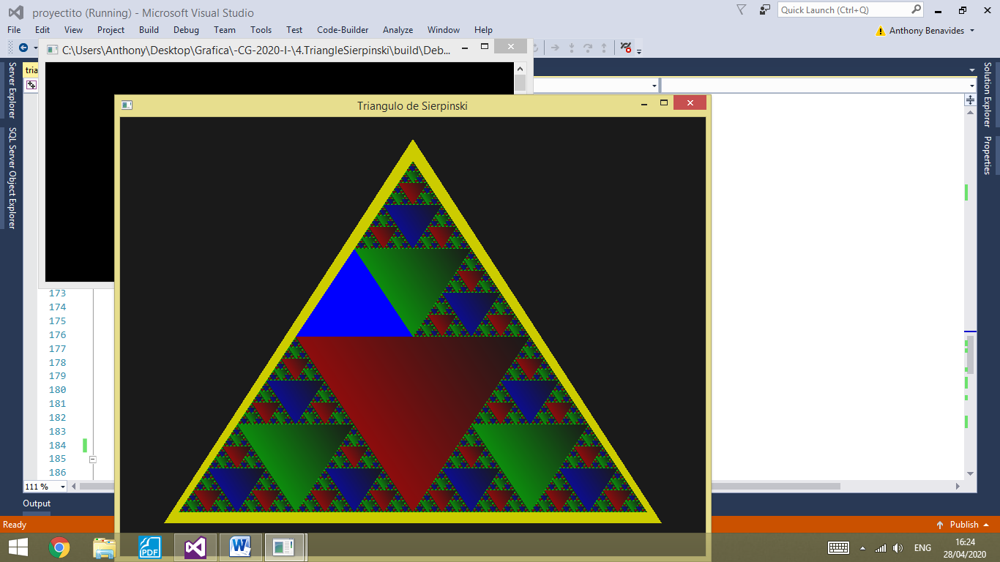 proyectito (Running) - Microsoft Visual Studio
Quick Launch (Ctrl+Q)
File Edit View Project Build Debug Team Tools Test Code-Builder Analyze Window Help
Anthony Benavides
C:\Users\Anthony\Desktop\Grafica\-CG-2020-I-\4.TriangleSierpinski\build\Deb...
Server Explorer
SQL Server Object Explorer
Solution Explorer
Properties
tria
Triangulo de Sierpinski
173
174
175
176
177
178
179
180
181
182
183
184
185
186
111 %
Output
Ready
Publish
PDF
ENG
16:24
28/04/2020